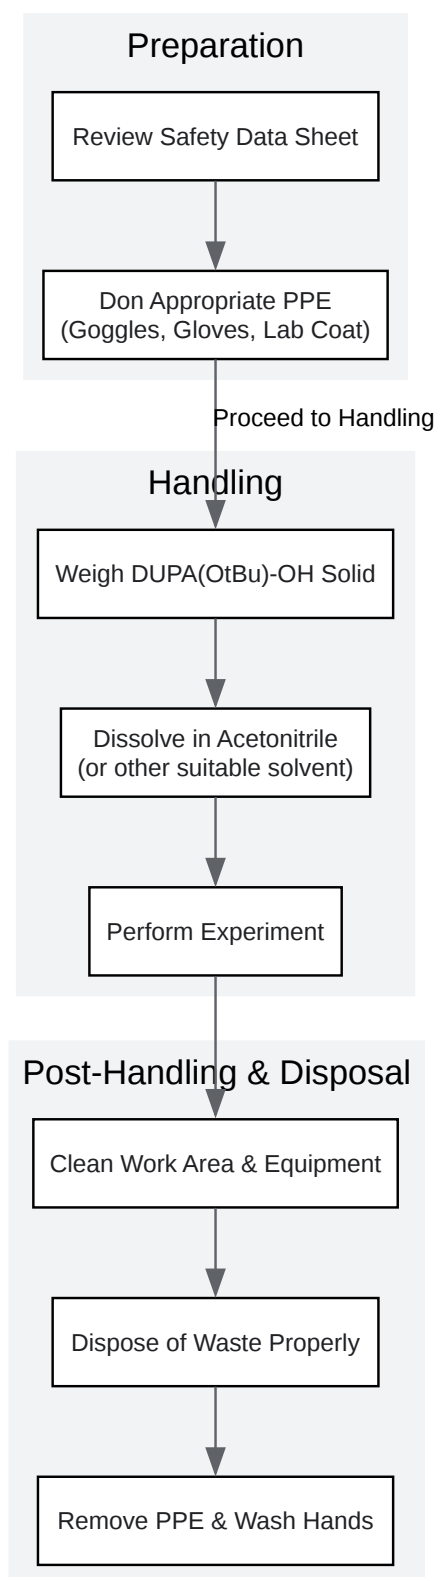 Preparation
Review Safety Data Sheet
Don Appropriate PPE
(Goggles, Gloves, Lab Coat)
Proceed to Handling
Handling
Weigh DUPA(OtBu)-OH Solid
Dissolve in Acetonitrile
(or other suitable solvent)
Perform Experiment
Post-Handling & Disposal
Clean Work Area & Equipment
Dispose of Waste Properly
Remove PPE & Wash Hands